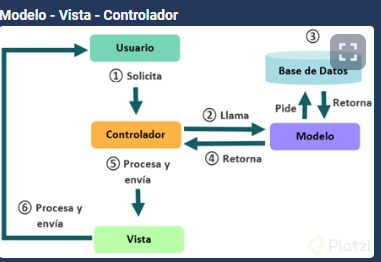 Modelo - Vista - Controlador
Usuario
① Solicita
③
Base de Datos
② Llama
Pide
Retorna
Controlador
Modelo
④ Retorna
⑤ Procesa y
envía
⑥ Procesa y
envía
Vista
Platzi